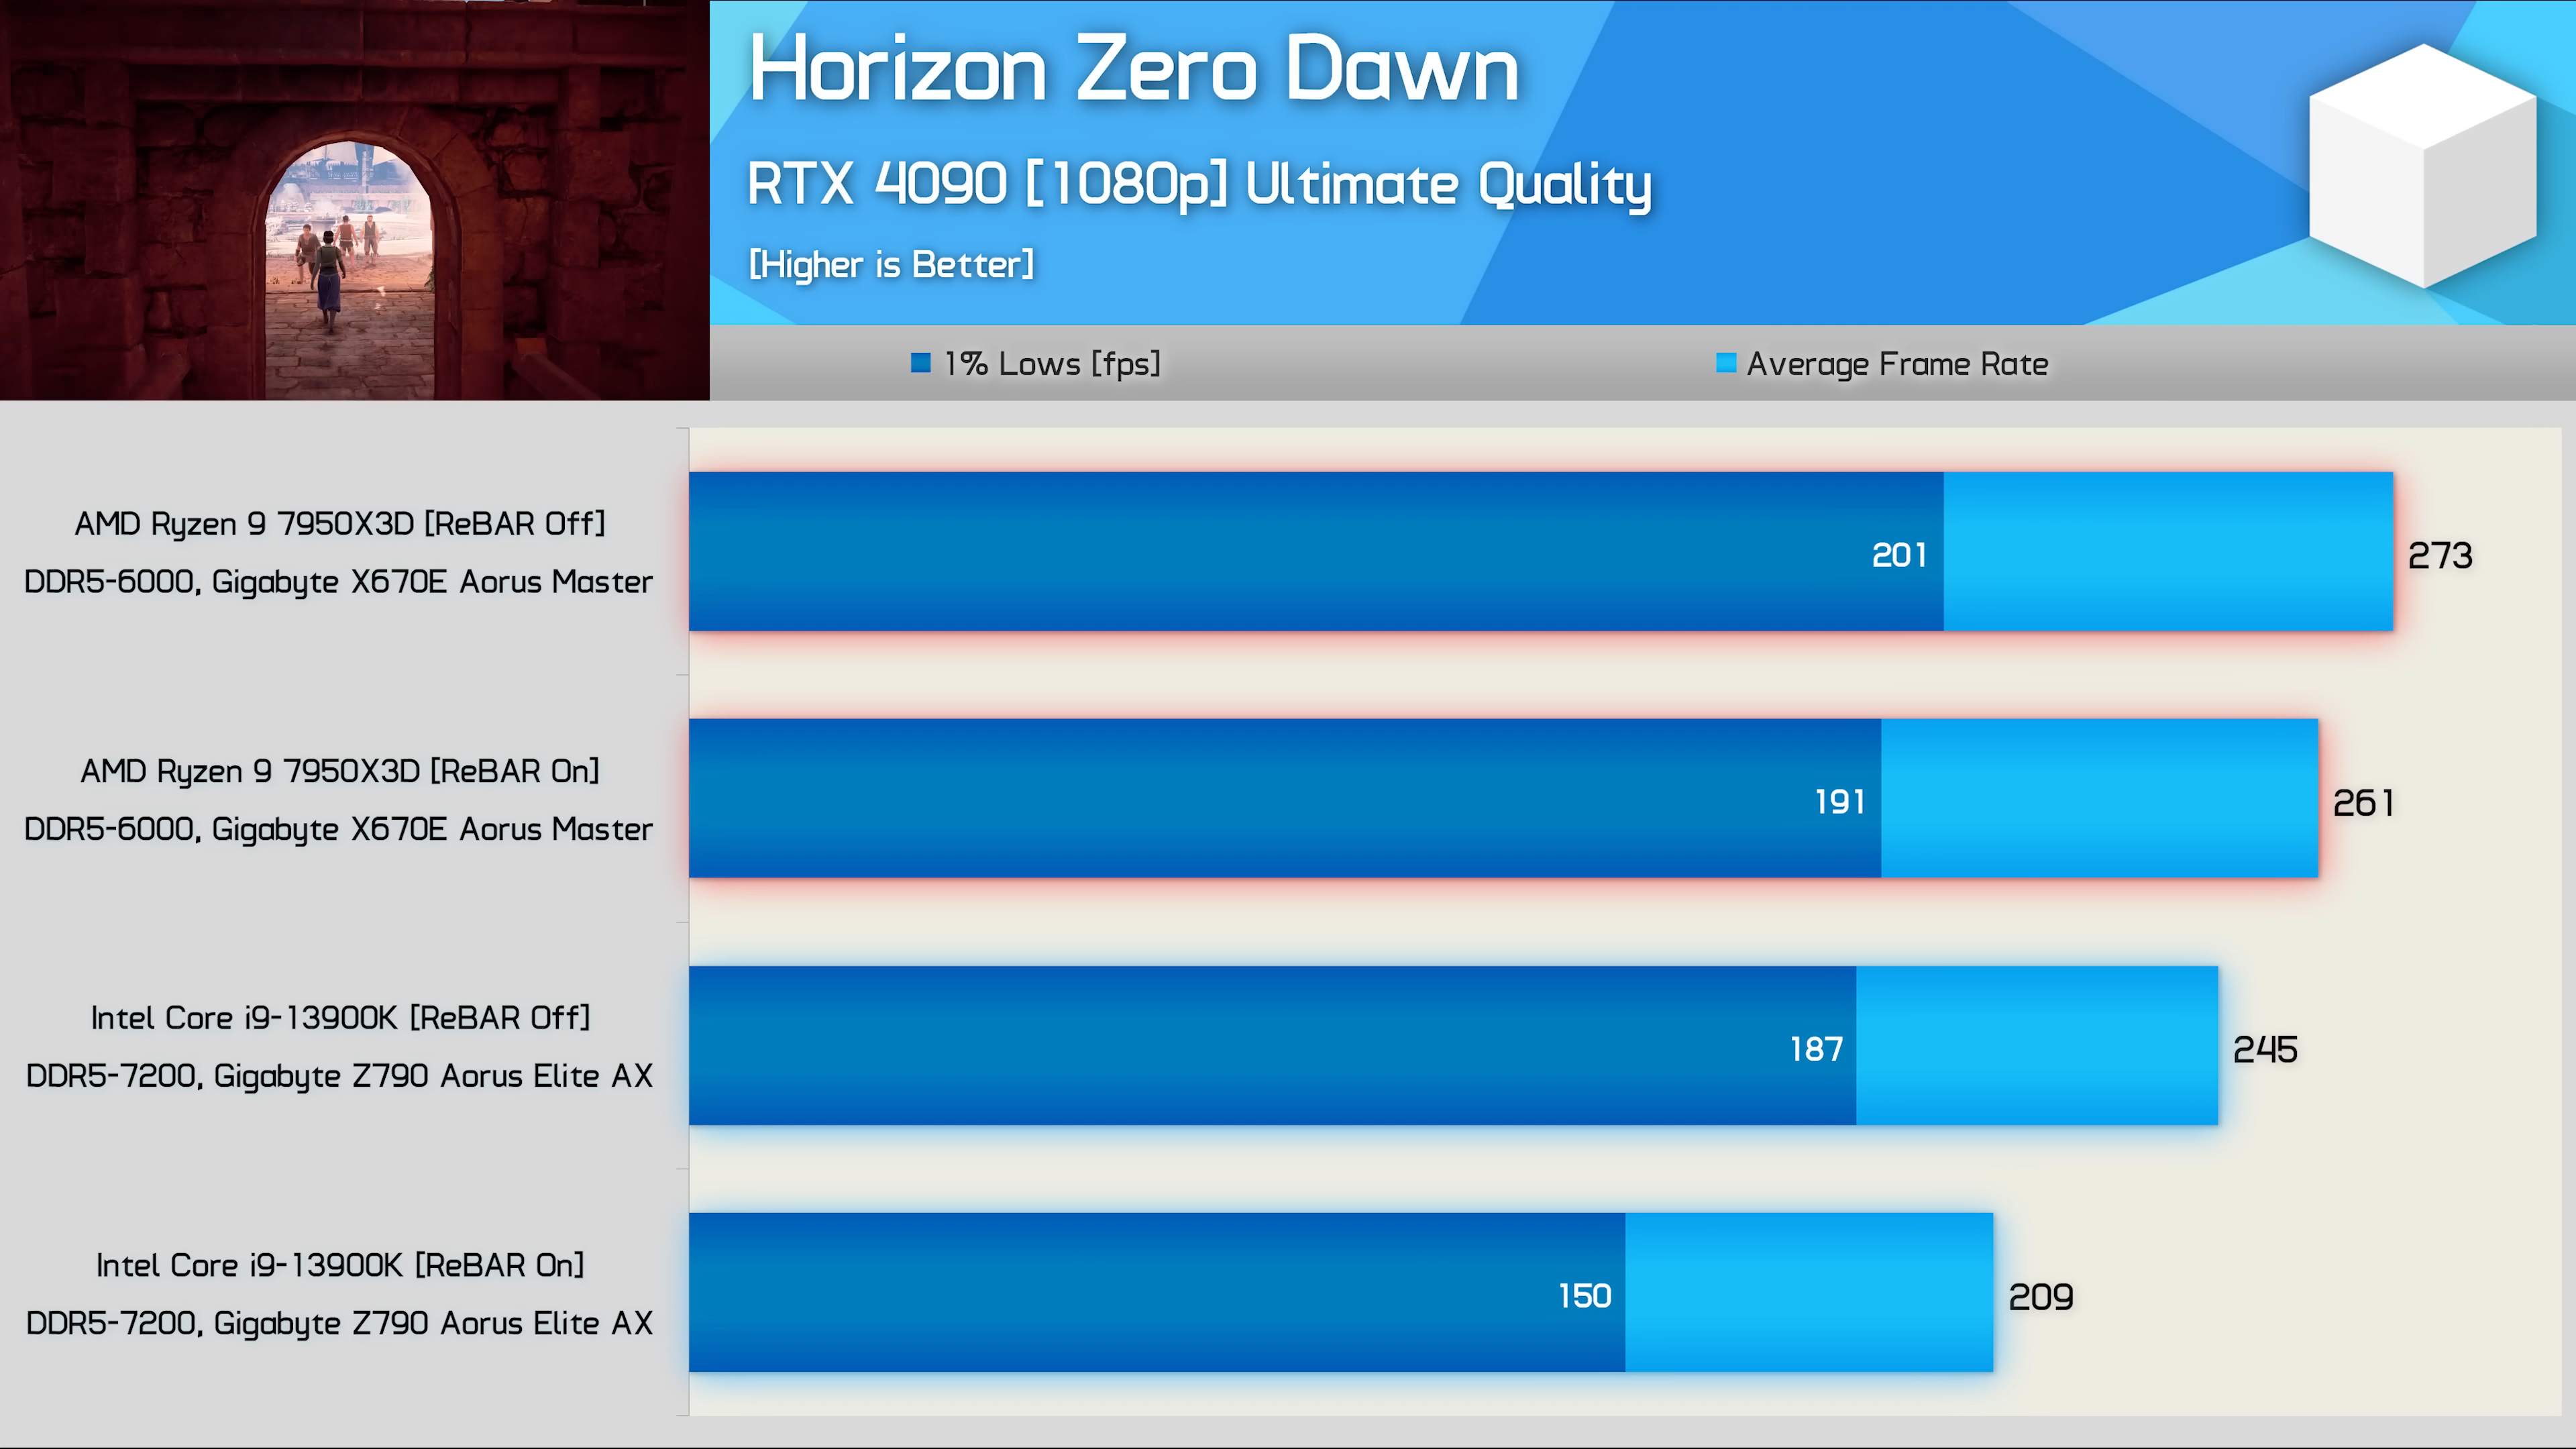 Horizon Zero Dawn
RTX 4090 [1080p] Ultimate Quality
[Higher is Better]
1% Lows [fps]
Average Frame Rate
AMD Ryzen 9 7950X3D [ReBAR Off]
DDR5-6000, Gigabyte X670E Aorus Master
201
273
AMD Ryzen 9 7950X3D [ReBAR On]
DDR5-6000, Gigabyte X670E Aorus Master
191
261
Intel Core i9-13900K [ReBAR Off]
DDR5-7200, Gigabyte Z790 Aorus Elite AX
187
245
Intel Core i9-13900K [ReBAR On]
DDR5-7200, Gigabyte Z790 Aorus Elite AX
150
209